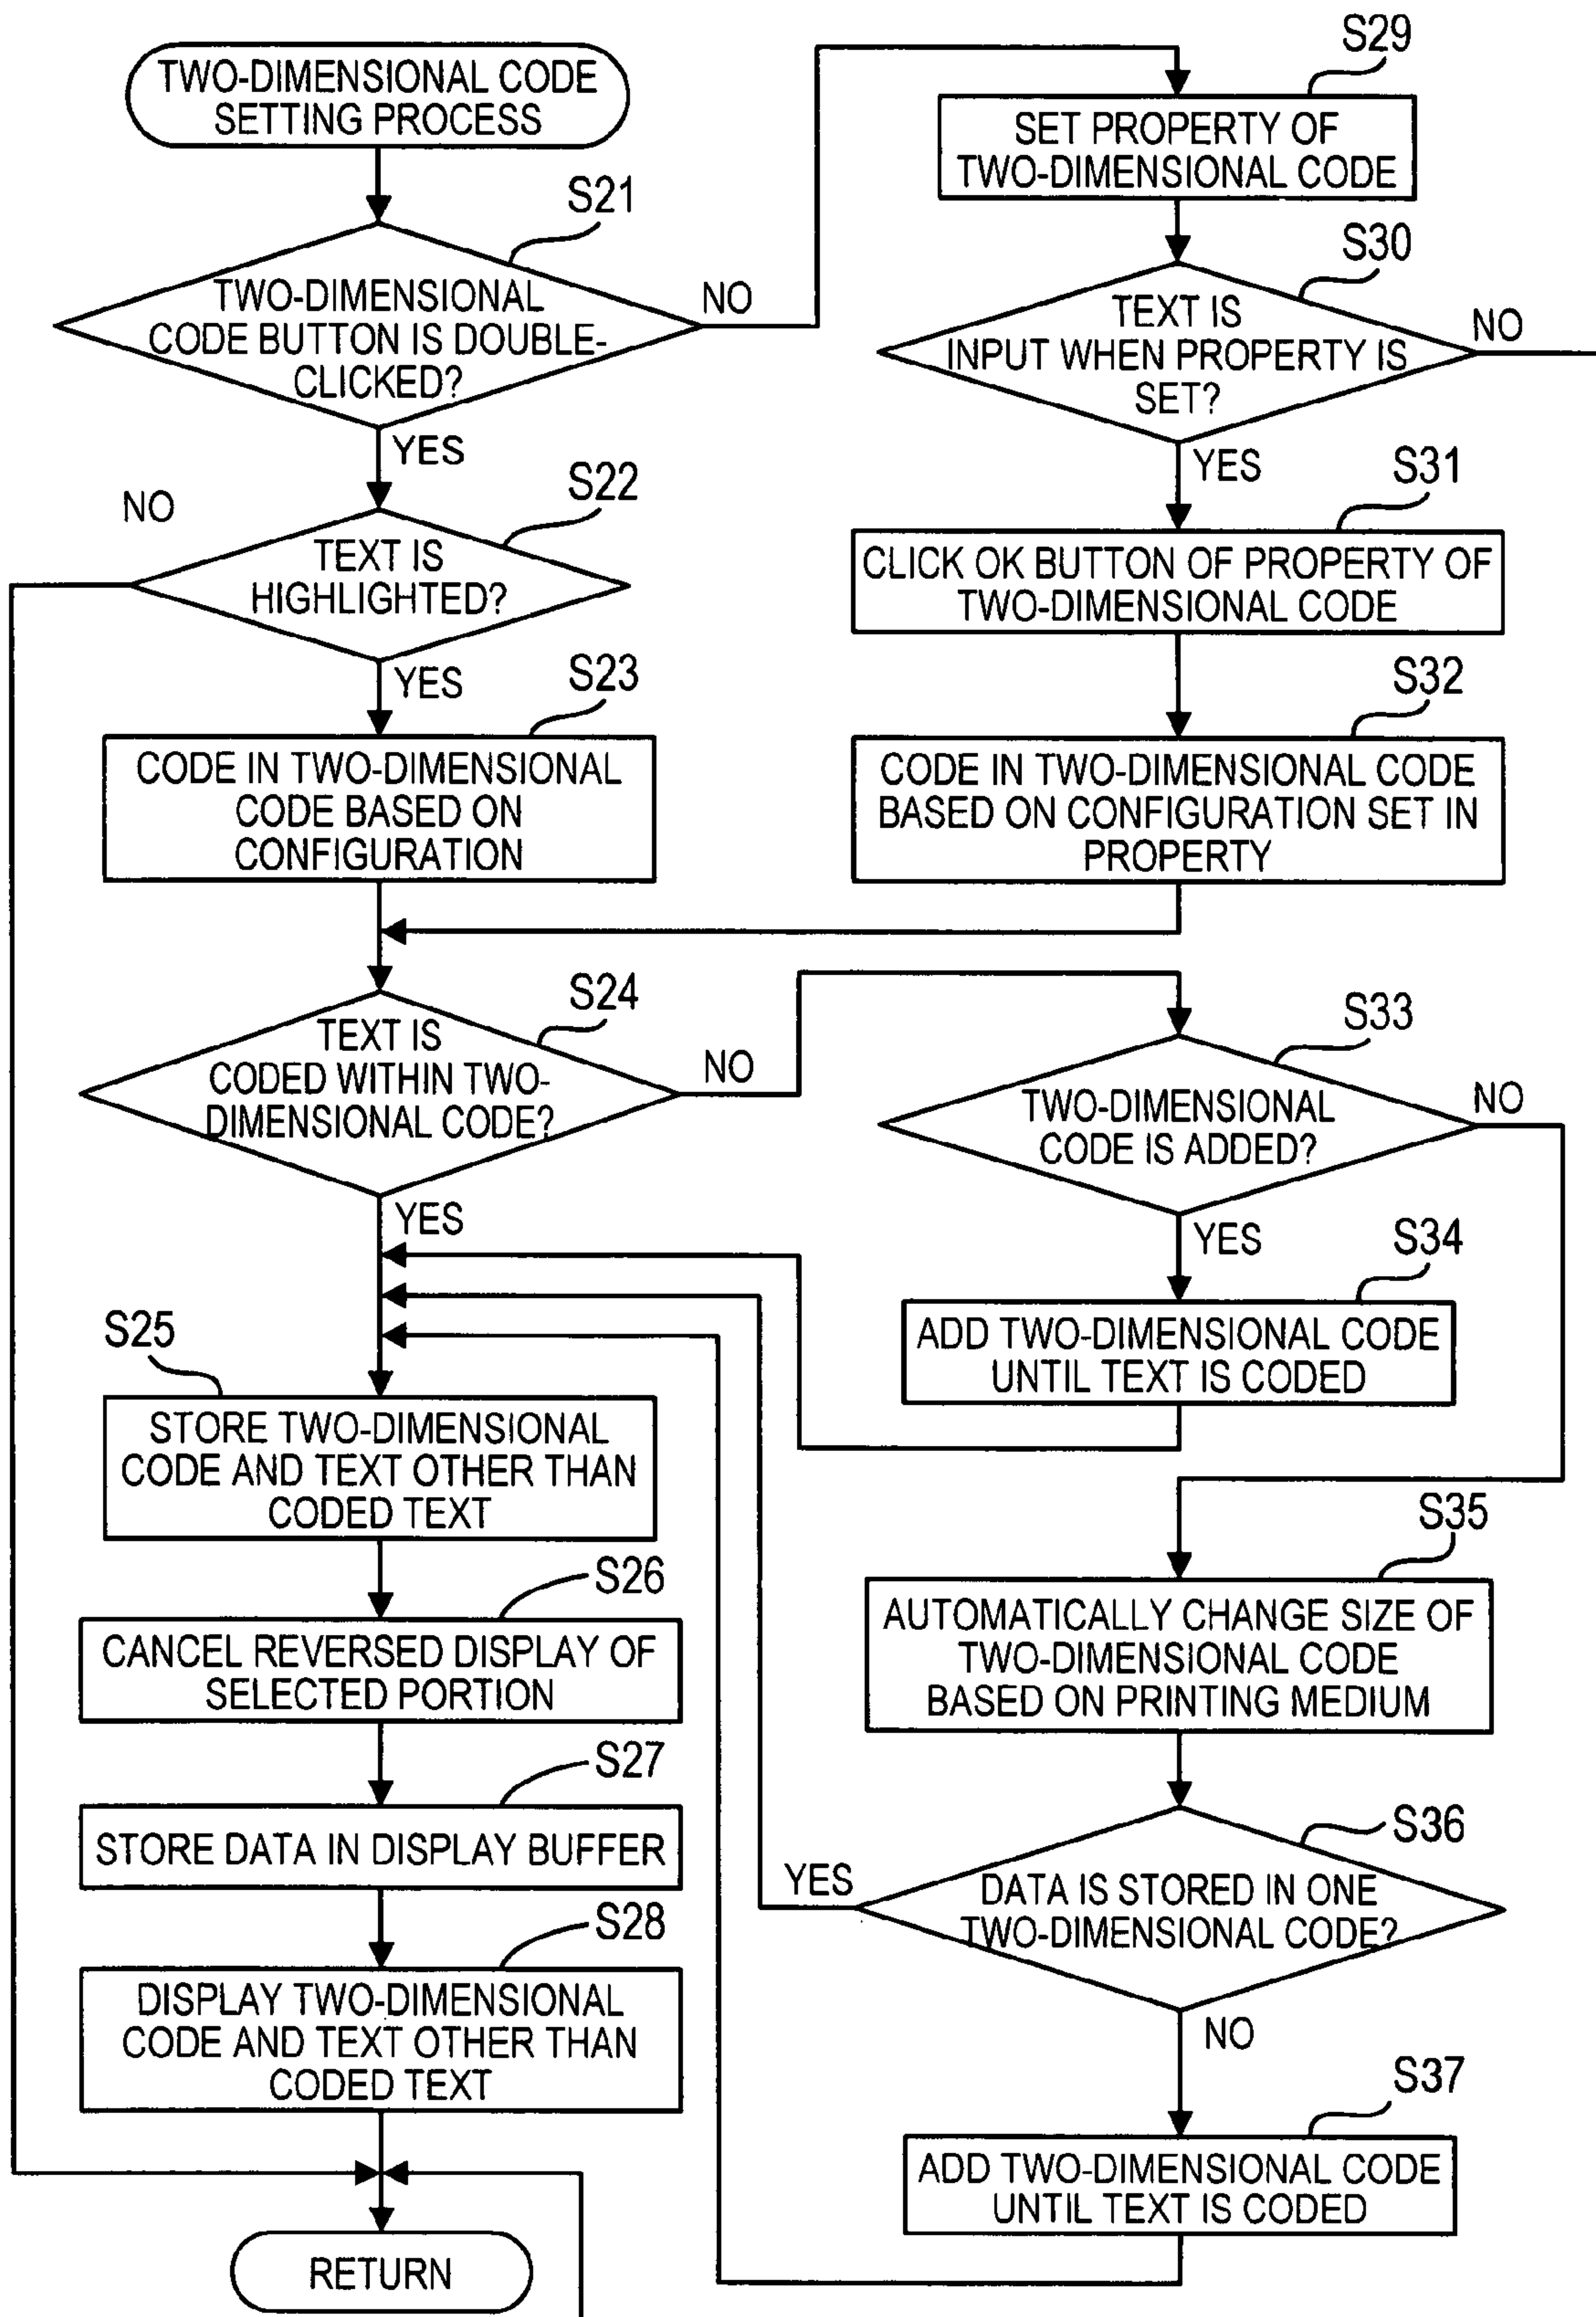 TWO-DIMENSIONAL CODE
SETTING PROCESS
S21
TWO-DIMENSIONAL
CODE BUTTON IS DOUBLE-
CLICKED?
NO
YES
S22
NO
TEXT IS
HIGHLIGHTED?
YES
S23
CODE IN TWO-DIMENSIONAL
CODE BASED ON
CONFIGURATION
S24
TEXT IS
CODED WITHIN TWO-
DIMENSIONAL CODE?
NO
YES
S25
STORE TWO-DIMENSIONAL
CODE AND TEXT OTHER THAN
CODED TEXT
S26
CANCEL REVERSED DISPLAY OF
SELECTED PORTION
S27
STORE DATA IN DISPLAY BUFFER
S28
DISPLAY TWO-DIMENSIONAL
CODE AND TEXT OTHER THAN
CODED TEXT
RETURN
S29
SET PROPERTY OF
TWO-DIMENSIONAL CODE
S30
TEXT IS
INPUT WHEN PROPERTY IS
SET?
NO
YES
S31
CLICK OK BUTTON OF PROPERTY OF
TWO-DIMENSIONAL CODE
S32
CODE IN TWO-DIMENSIONAL CODE
BASED ON CONFIGURATION SET IN
PROPERTY
S33
TWO-DIMENSIONAL
CODE IS ADDED?
NO
YES
S34
ADD TWO-DIMENSIONAL CODE
UNTIL TEXT IS CODED
S35
AUTOMATICALLY CHANGE SIZE OF
TWO-DIMENSIONAL CODE
BASED ON PRINTING MEDIUM
S36
DATA IS STORED IN ONE
TWO-DIMENSIONAL CODE?
YES
NO
S37
ADD TWO-DIMENSIONAL CODE
UNTIL TEXT IS CODED